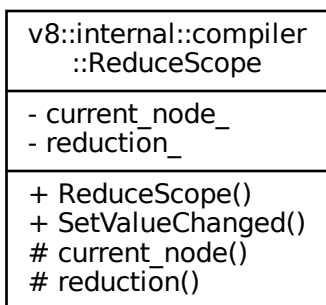 v8::internal::compiler
::ReduceScope
- current_node_
- reduction_
+ ReduceScope()
+ SetValueChanged()
# current_node()
# reduction()